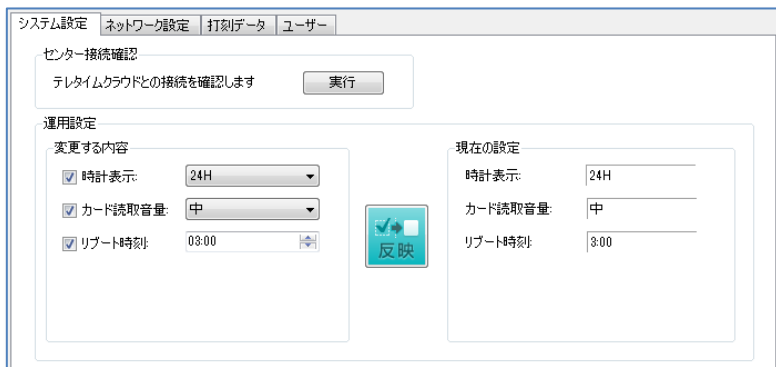 システム設定 ネットワーク設定 打刻データ ユーザー
センター接続確認
テレタイムクラウドとの接続を確認します 実行
運用設定
変更する内容 現在の設定
時計表示: 24H 時計表示: 24H
カード読取音量: 中 カード読取音量: 中
反映
リブート時刻: 03:00 リブート時刻: 3:00